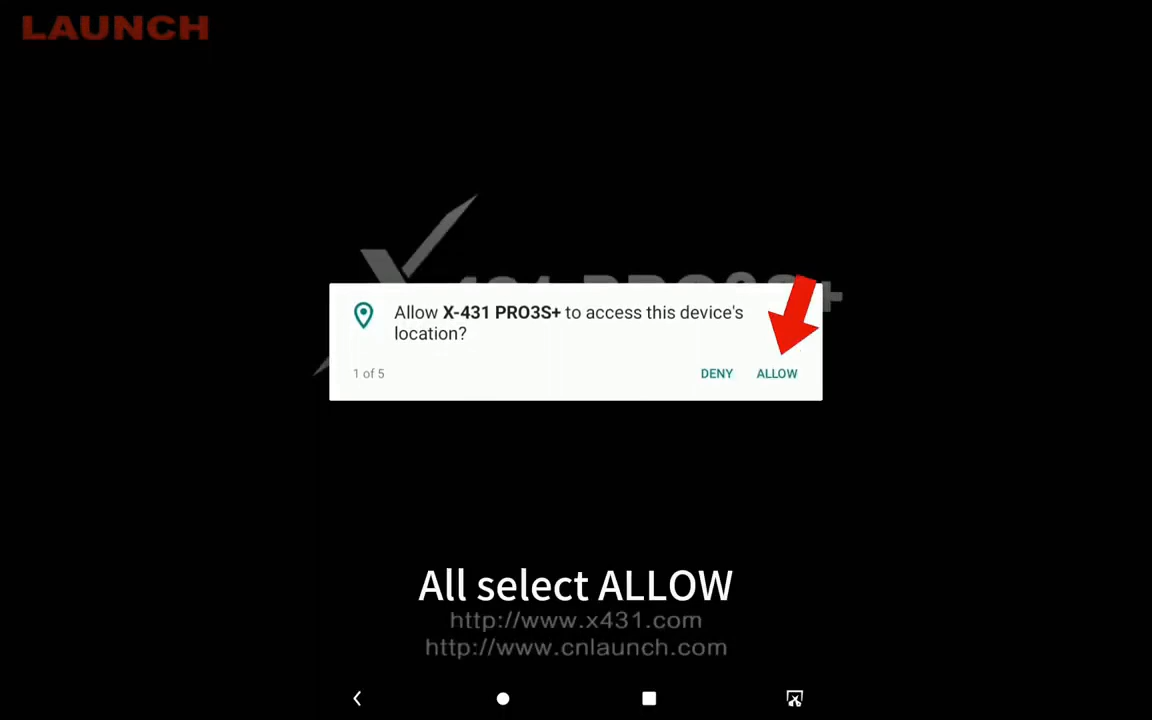 LAUNCH
Allow X-431 PRO3S+ to access this device's
location?
1 of 5
DENY ALLOW
All select ALLOW
http://www.x431.com
http://www.cnlaunch.com